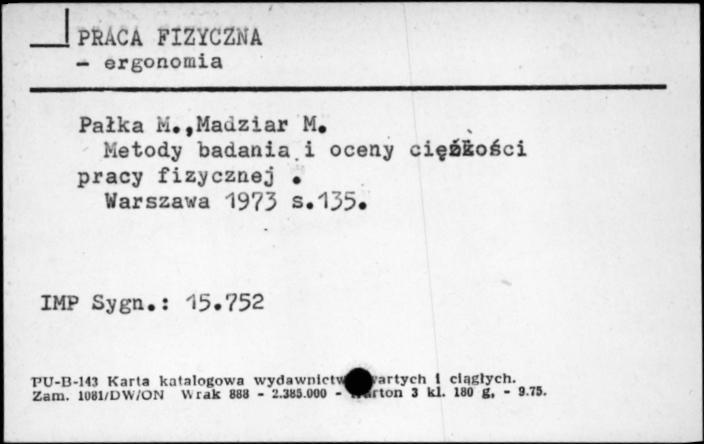 PRACA FIZYCZNA
- ergonomia
Pałka M.,Madziar M.
Metody badania i oceny ciężkości
pracy fizycznej .
Warszawa 1973 s.135.
IMP Sygn.: 15.752
PU-B-143 Karta katalogowa wydawnictw zwartych i ciągłych.
Zam. 1081/DW/ON Wrak 888 - 2.385.000 - Karton 3 kl. 180 g, - 9.75.